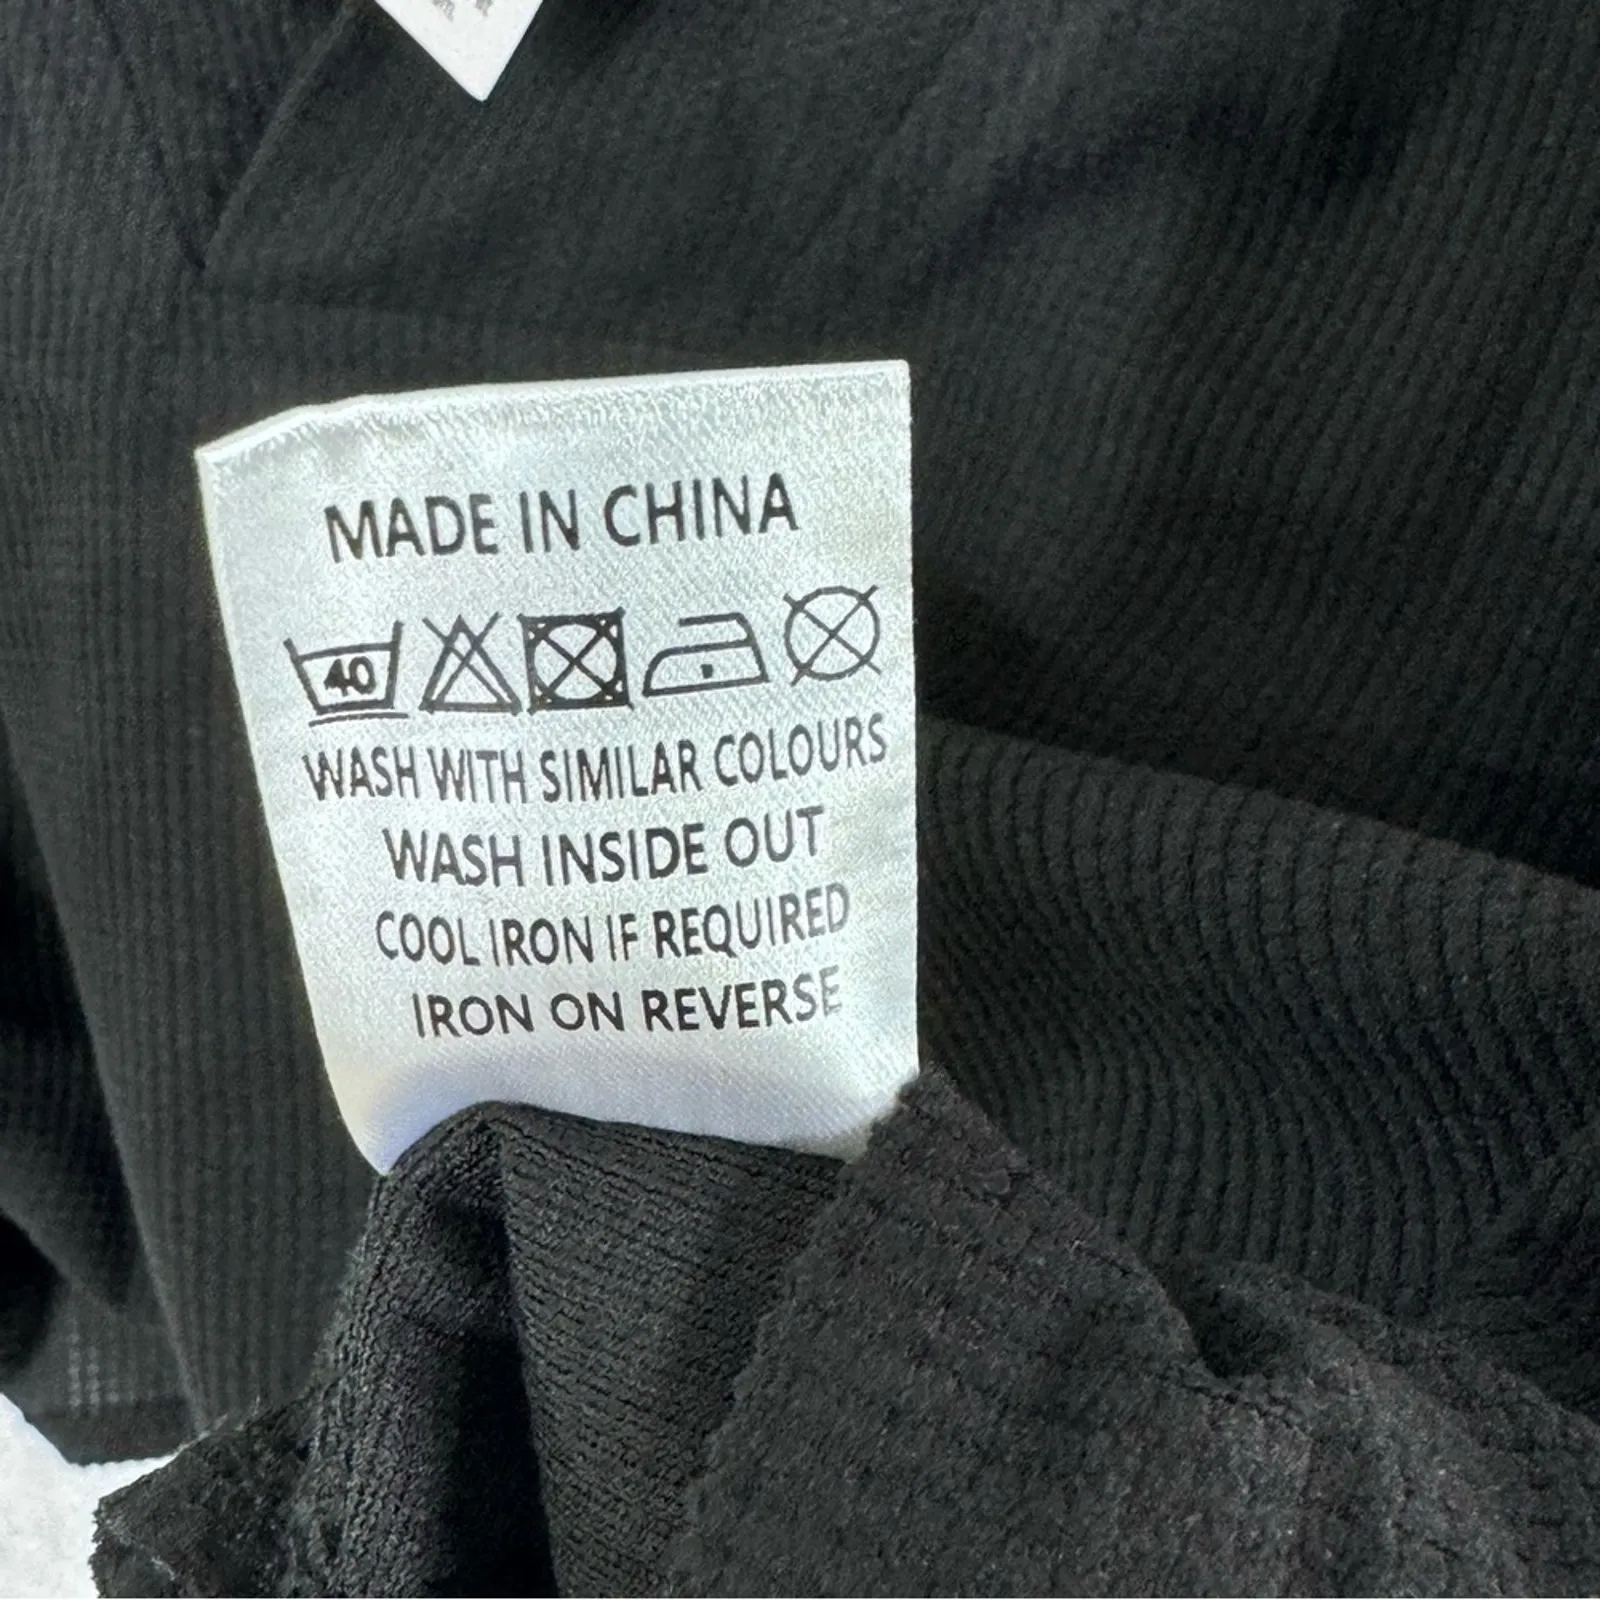 MADE IN CHINA
40
WASH WITH SIMILAR COLOURS
WASH INSIDE OUT
COOL IRON IF REQUIRED
IRON ON REVERSE